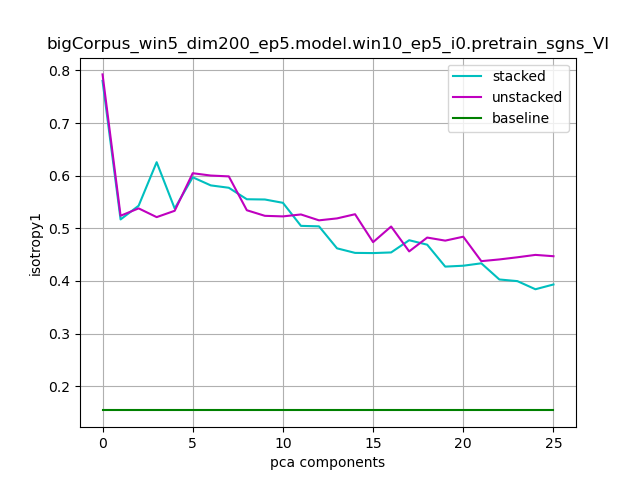 bigCorpus_win5_dim200_ep5.model.win10_ep5_i0.pretrain_sgns_VI
stacked
unstacked
baseline
0.8
0.7
0.6
0.5
0.4
0.3
0.2
isotropy1
0 5 10 15 20 25
pca components